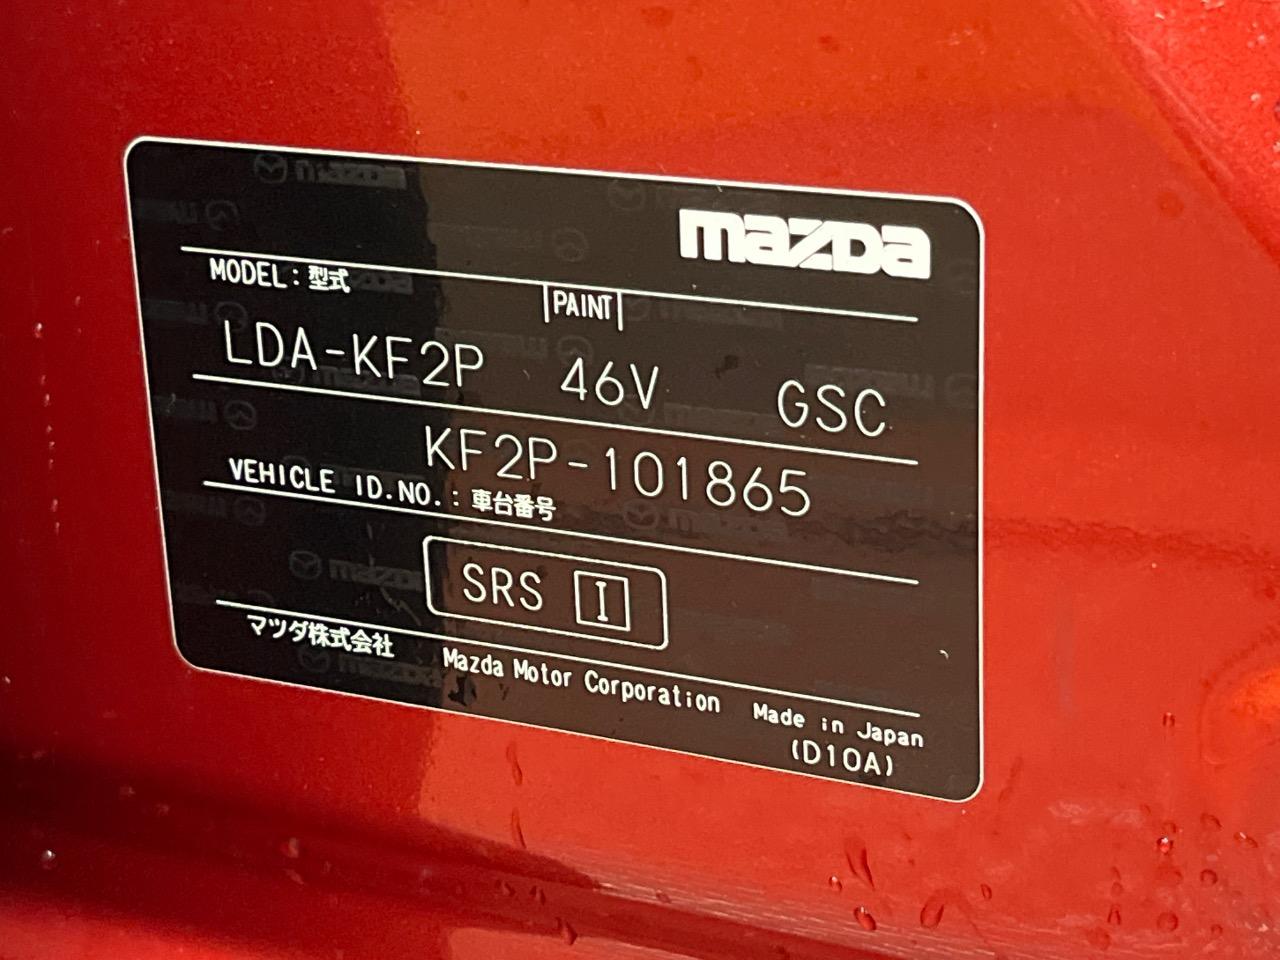 mazda
MODEL: 型式
PAINT
LDA-KF2P 46V GSC
KF2P-101865
VEHICLE ID.NO.: 車台番号
SRS I
マツダ株式会社 Mazda Motor Corporation Made in Japan
(D10A)